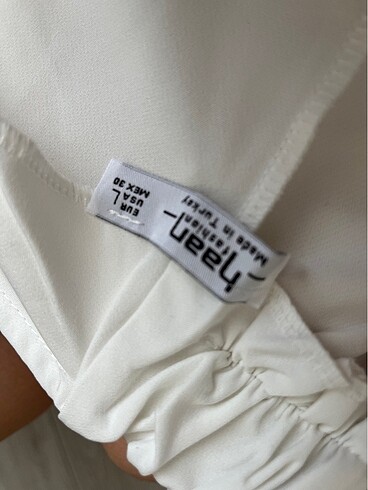 haan
fashion
Made in Turkey
EUR
USA L
MEX 30